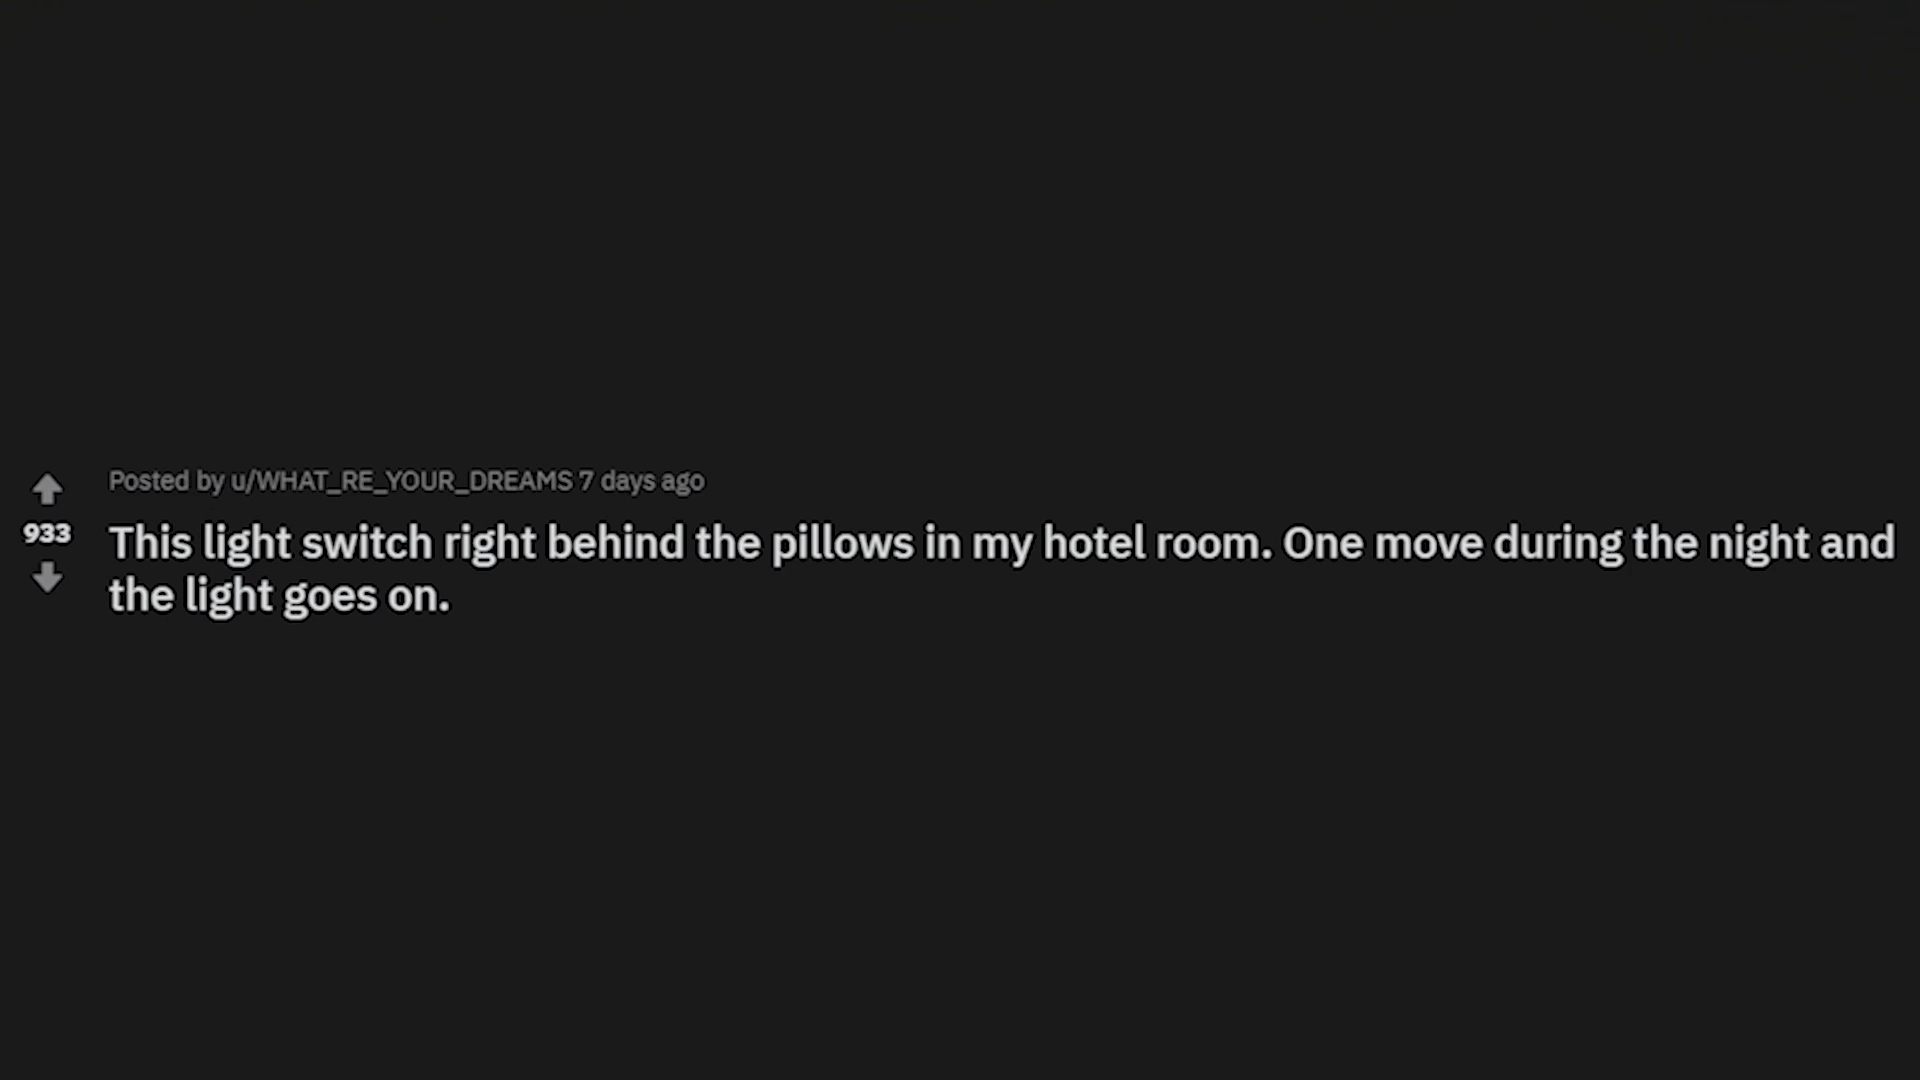 Posted by u/WHAT_RE_YOUR_DREAMS 7 days ago
933
This light switch right behind the pillows in my hotel room. One move during the night and
the light goes on.